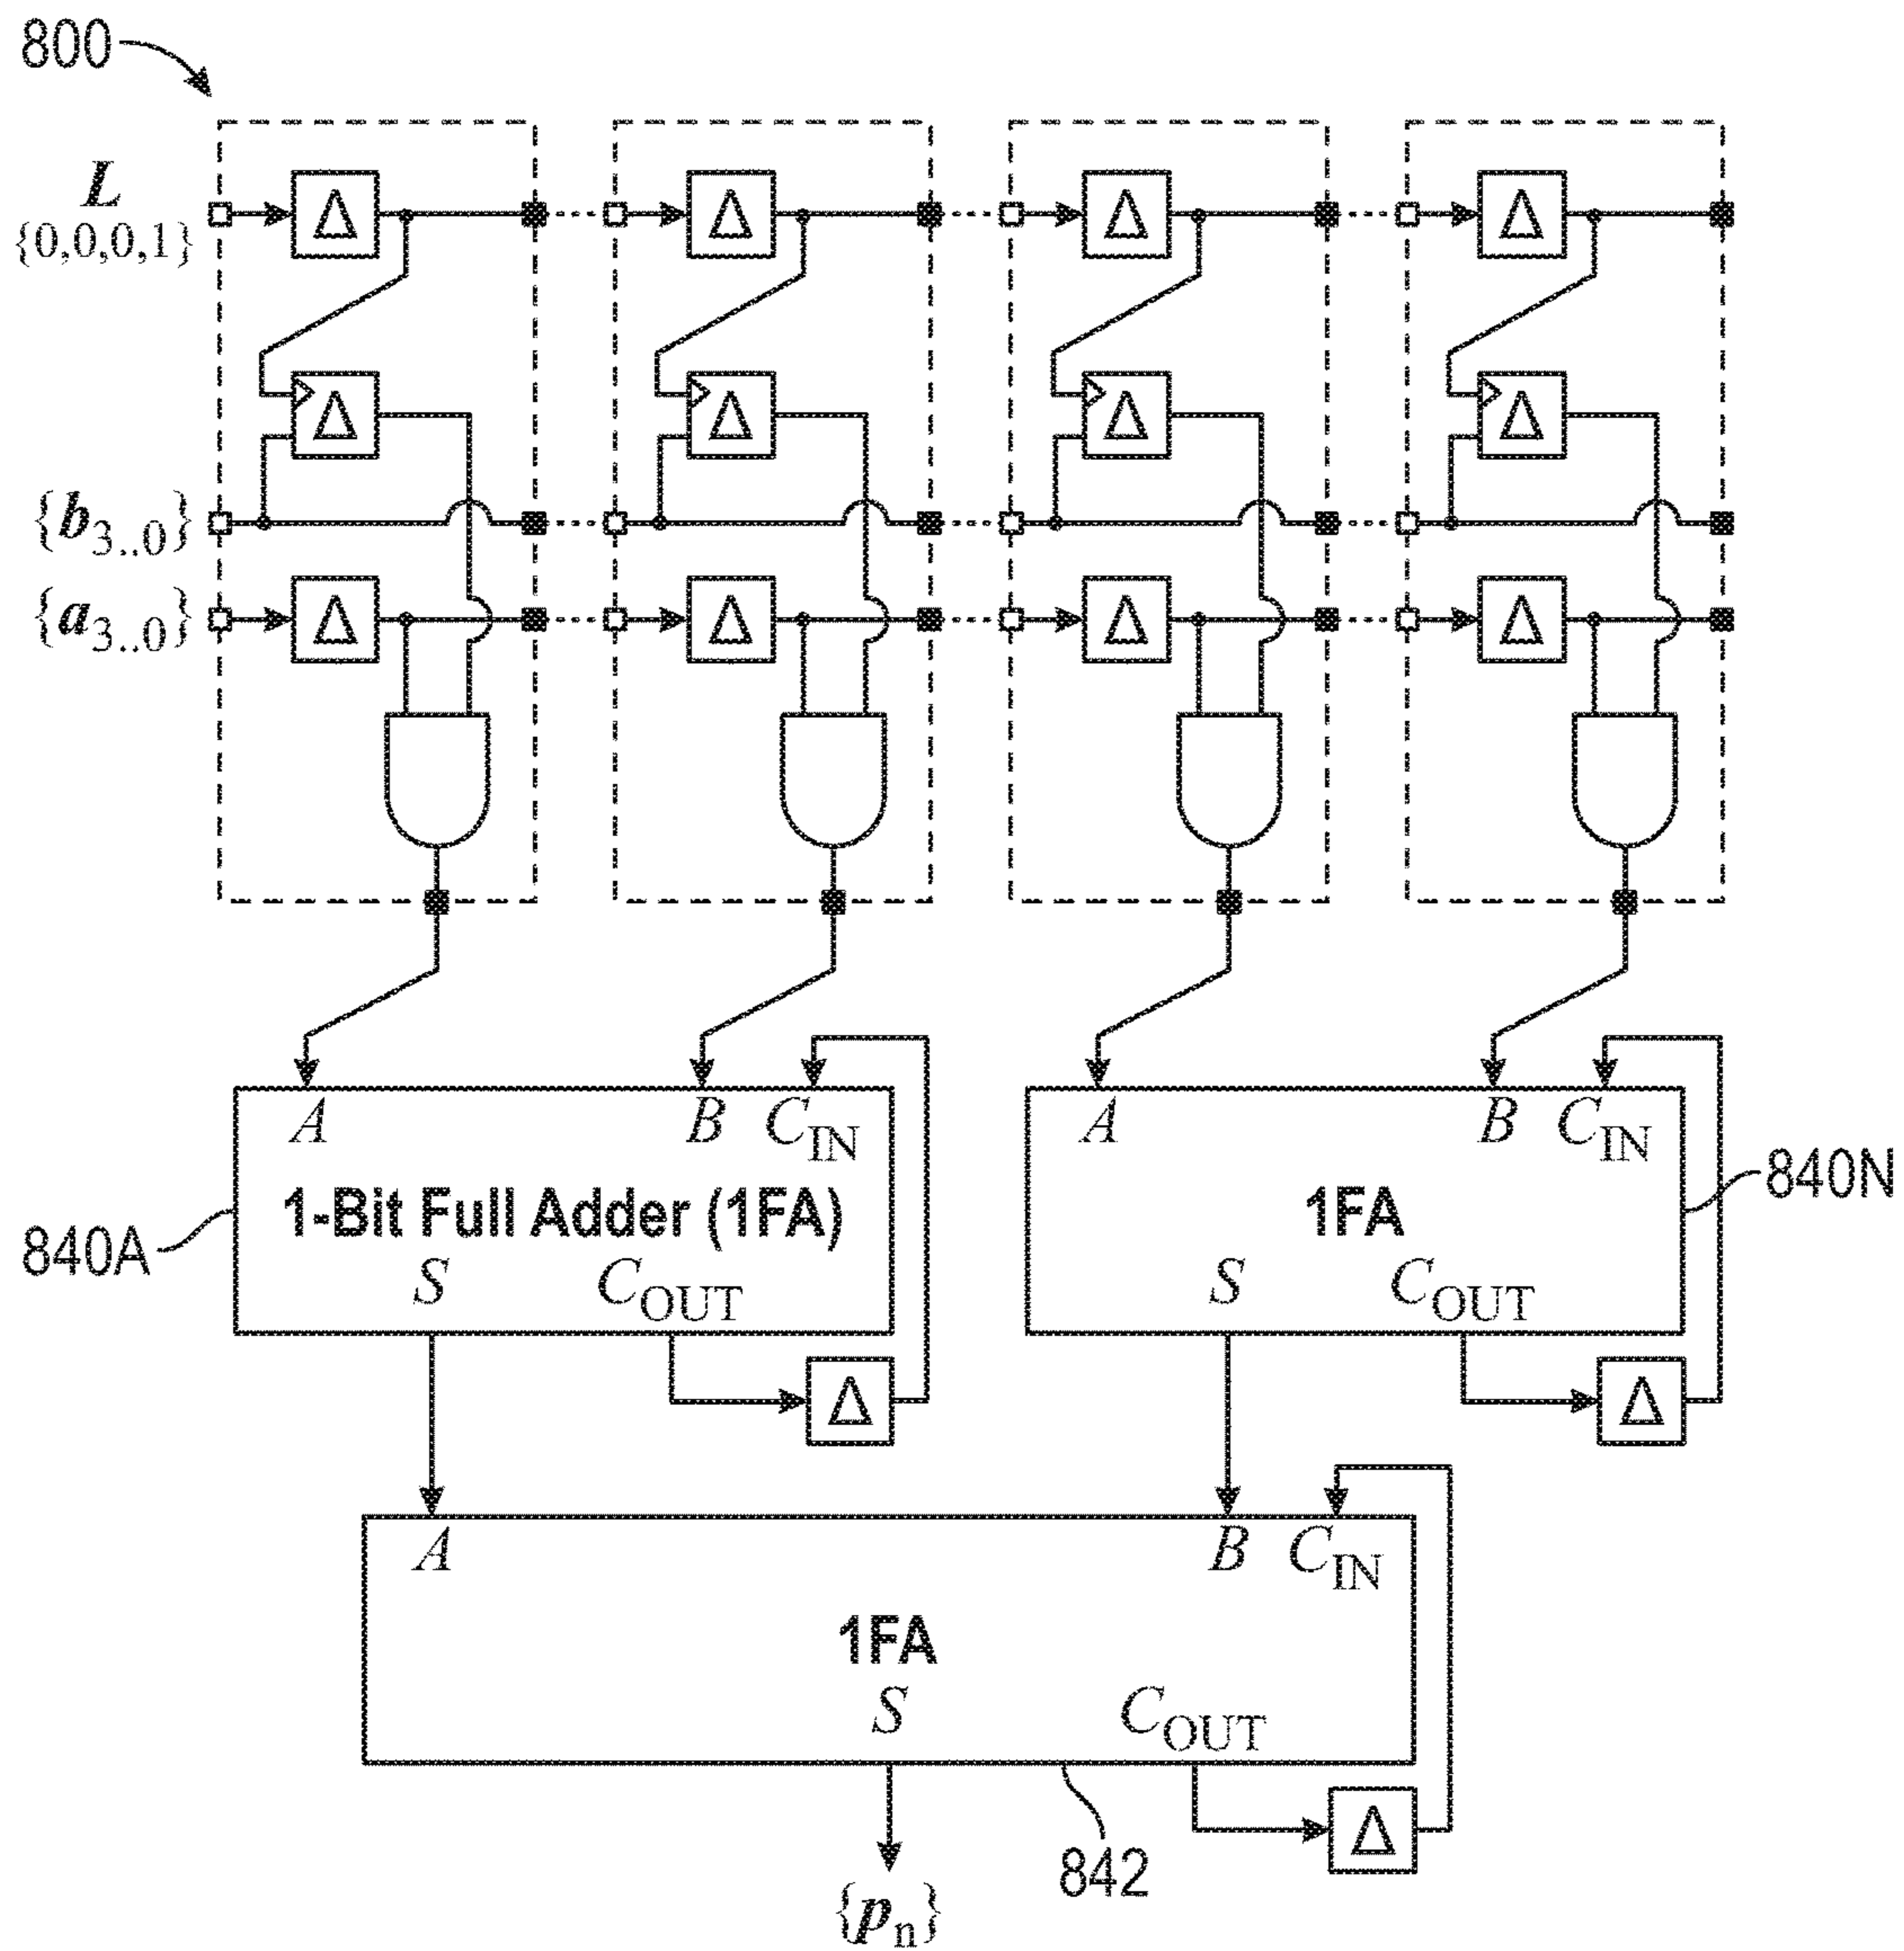 800
L
{0,0,0,1}
Δ Δ Δ Δ
Δ Δ Δ Δ
{b3..0}
{a3..0}
Δ Δ Δ Δ
A B CIN A B CIN
1-Bit Full Adder (1FA) 1FA
840N
840A
S COUT S COUT
Δ Δ
A B CIN
1FA
S COUT
Δ
842
{pn}